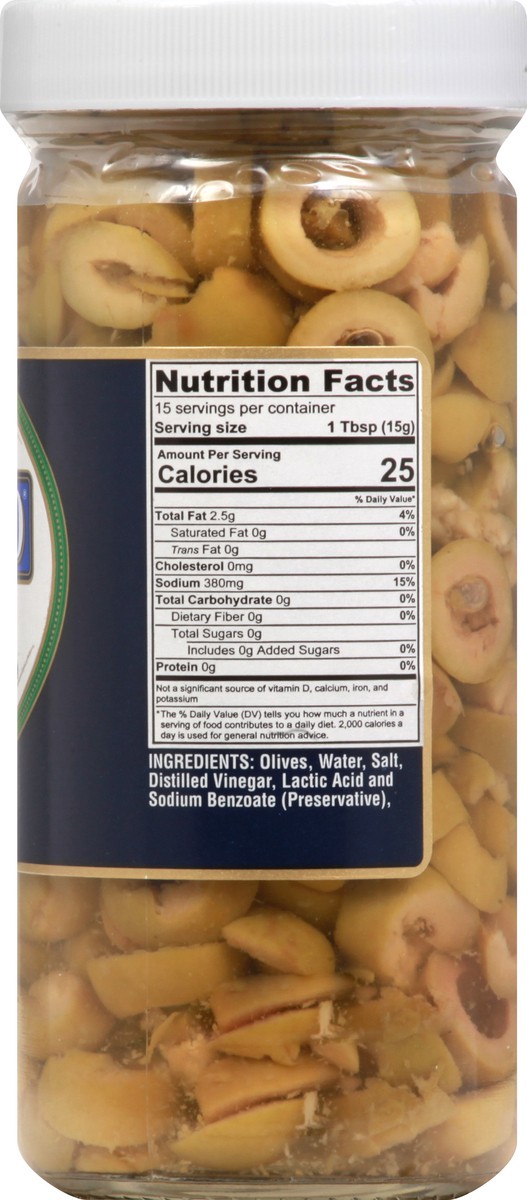 Nutrition Facts
15 servings per container
Serving size 1 Tbsp (15g)
Amount Per Serving
Calories 25
% Daily Value*
Total Fat 2.5g 4%
Saturated Fat 0g 0%
Trans Fat 0g
Cholesterol 0mg 0%
Sodium 380mg 15%
Total Carbohydrate 0g 0%
Dietary Fiber 0g 0%
Total Sugars 0g
Includes 0g Added Sugars 0%
Protein 0g 0%
Not a significant source of vitamin D, calcium, iron, and
potassium
*The % Daily Value (DV) tells you how much a nutrient in a
serving of food contributes to a daily diet. 2,000 calories a
day is used for general nutrition advice.
INGREDIENTS: Olives, Water, Salt,
Distilled Vinegar, Lactic Acid and
Sodium Benzoate (Preservative),